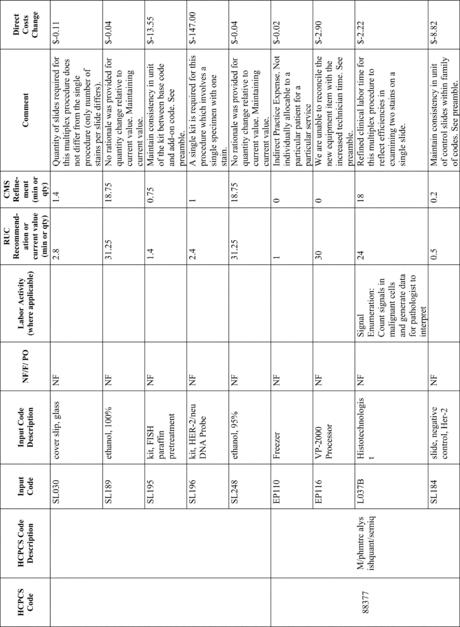 HCPCS
Code
HCPCS Code
Description
Input
Code
Input Code
Description
NF/F/ PO
Labor Activity
(where applicable)
RUC
Recommend-
ation or
current value
(min or qty)
CMS
Refine-
ment
(min or
qty)
Comment
Direct
Costs
Change
SL030
cover slip, glass
NF
2.8
1.4
Quantity of slides required for
this multiplex procedure does
not differ from the single
procedure (only number of
stains per slide differs).
$-0.11
SL189
ethanol, 100%
NF
31.25
18.75
No rationale was provided for
quantity change relative to
current value. Maintaining
current value.
$-0.04
SL195
kit, FISH
paraffin
pretreatment
NF
1.4
0.75
Maintain consistency in unit
of the kit between base code
and add-on code. See
preamble.
$-13.55
SL196
kit, HER-2/neu
DNA Probe
NF
2.4
1
A single kit is required for this
procedure which involves a
single specimen with one
stain.
$-147.00
SL248
ethanol, 95%
NF
31.25
18.75
No rationale was provided for
quantity change relative to
current value. Maintaining
current value.
$-0.04
88377
M/phmtrc alys
ishquant/semiq
EP110
Freezer
NF
1
0
Indirect Practice Expense. Not
individually allocable to a
particular patient for a
particular service
$-0.02
EP116
VP-2000
Processor
NF
30
0
We are unable to reconcile the
new equipment item with the
increased technician time. See
preamble.
$-2.90
L037B
Histotechnologis
t
NF
Signal
Enumeration:
Count signals in
malignant cells
and generate data
for pathologist to
interpret
24
18
Refined clinical labor time for
this multiplex procedure to
reflect efficiencies in
examining two stains on a
single slide.
$-2.22
SL184
slide, negative
control, Her-2
NF
0.5
0.2
Maintain consistency in unit
of control slides within family
of codes. See preamble.
$-8.82